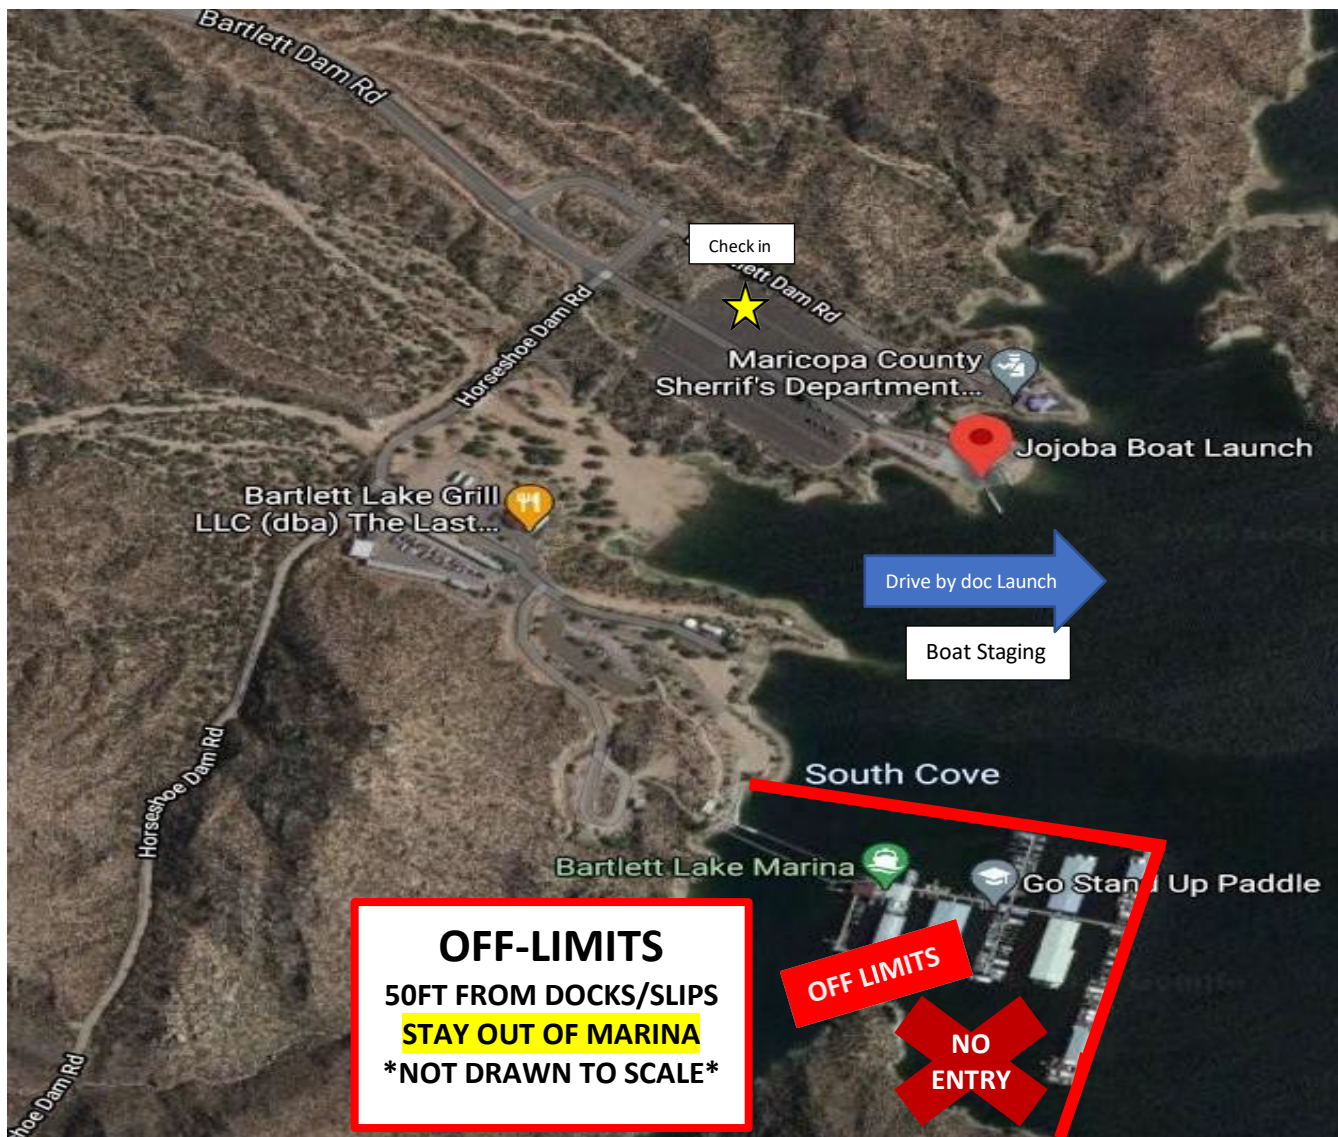 Bartlett Dam Rd
Check in
lett Dam Rd
Horseshoe Dam Rd
Maricopa County
Sherrif's Department...
Jojoba Boat Launch
Bartlett Lake Grill
LLC (dba) The Last...
Drive by doc Launch
Boat Staging
Horseshoe Dam Rd
South Cove
Bartlett Lake Marina
Go Stand Up Paddle
OFF-LIMITS
50FT FROM DOCKS/SLIPS
STAY OUT OF MARINA
*NOT DRAWN TO SCALE*
OFF LIMITS
NO
ENTRY
hoe Dam Rd